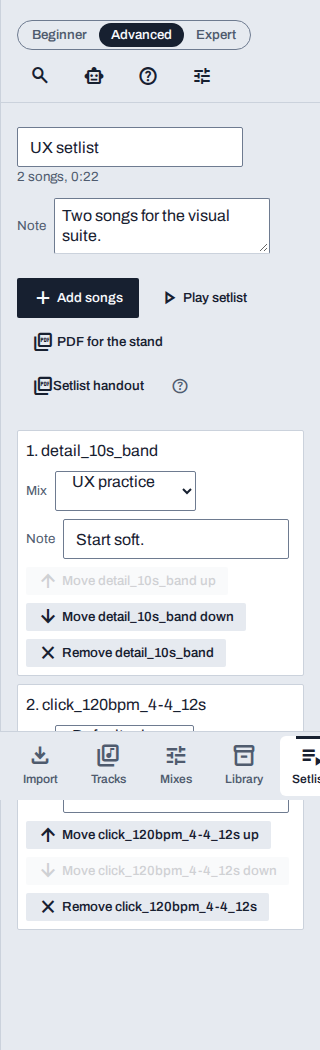 Beginner Advanced Expert
UX setlist
2 songs, 0:22
Note Two songs for the visual
suite.
Add songs Play setlist
PDF PDF for the stand
PDF Setlist handout
1. detail_10s_band
Mix UX practice
Note Start soft.
Move detail_10s_band up
Move detail_10s_band down
Remove detail_10s_band
2. click_120bpm_4-4_12s
Import Tracks Mixes Library
Move click_120bpm_4-4_12s up
Move click_120bpm_4-4_12s down
Remove click_120bpm_4-4_12s